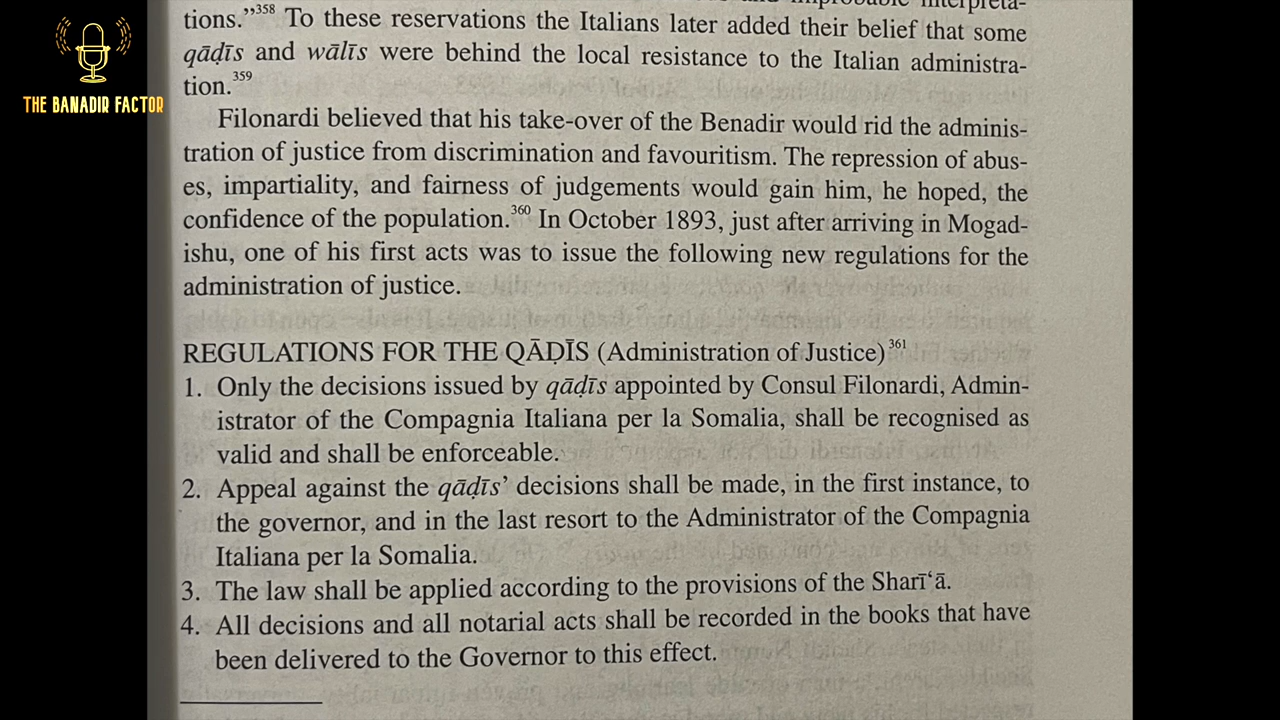 THE BANADIR FACTOR
tions.”358 To these reservations the Italians later added their belief that some
qāḍīs and wālīs were behind the local resistance to the Italian administra-
tion.359
Filonardi believed that his take-over of the Benadir would rid the adminis-
tration of justice from discrimination and favouritism. The repression of abus-
es, impartiality, and fairness of judgements would gain him, he hoped, the
confidence of the population.360 In October 1893, just after arriving in Mogad-
ishu, one of his first acts was to issue the following new regulations for the
administration of justice.
REGULATIONS FOR THE QĀḌĪS (Administration of Justice)361
1. Only the decisions issued by qāḍīs appointed by Consul Filonardi, Admin-
istrator of the Compagnia Italiana per la Somalia, shall be recognised as
valid and shall be enforceable.
2. Appeal against the qāḍīs’ decisions shall be made, in the first instance, to
the governor, and in the last resort to the Administrator of the Compagnia
Italiana per la Somalia.
3. The law shall be applied according to the provisions of the Sharī‘ā.
4. All decisions and all notarial acts shall be recorded in the books that have
been delivered to the Governor to this effect.